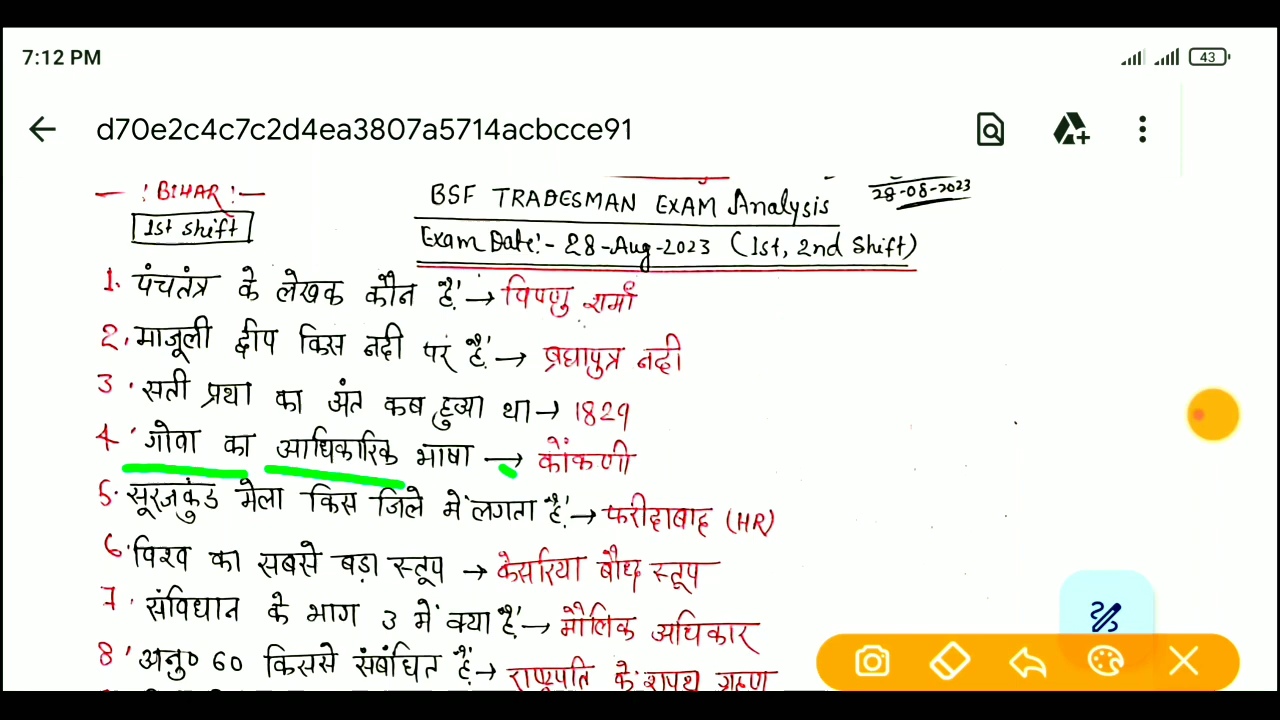 7:12 PM
43
d70e2c4c7c2d4ea3807a5714acbcce91
—! BIHAR !—
BSF TRADESMAN EXAM Analysis
28-08-2023
1st shift
Exam Date:- 28-Aug-2023 (1st, 2nd Shift)
1. पंचतंत्र के लेखक कौन हैं → विष्णु शर्मा
2. माजूली द्वीप किस नदी पर है → ब्रह्मपुत्र नदी
3. सती प्रथा का अंत कब हुआ था → 1829
4. गोवा का आधिकारिक भाषा → कोंकणी
5. सूरजकुंड मेला किस जिले में लगता है → फरीदाबाद (HR)
6. विश्व का सबसे बड़ा स्तूप → केसरिया बौद्ध स्तूप
7. संविधान के भाग 3 में क्या है → मौलिक अधिकार
8. अनु० 60 किससे संबंधित है → राष्ट्रपति के शपथ ग्रहण